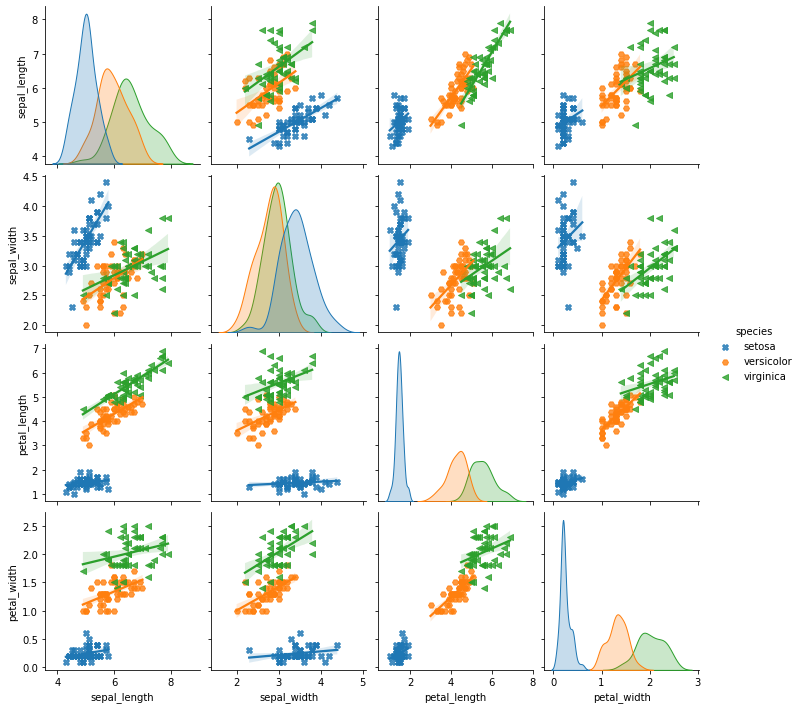 8
7
6
5
4
sepal_length
4.5
4.0
3.5
3.0
2.5
2.0
sepal_width
7
6
5
4
3
2
1
petal_length
species
setosa
versicolor
virginica
2.5
2.0
1.5
1.0
0.5
0.0
petal_width
4 6 8
2 3 4 5
2 4 6 8
0 1 2 3
sepal_length
sepal_width
petal_length
petal_width